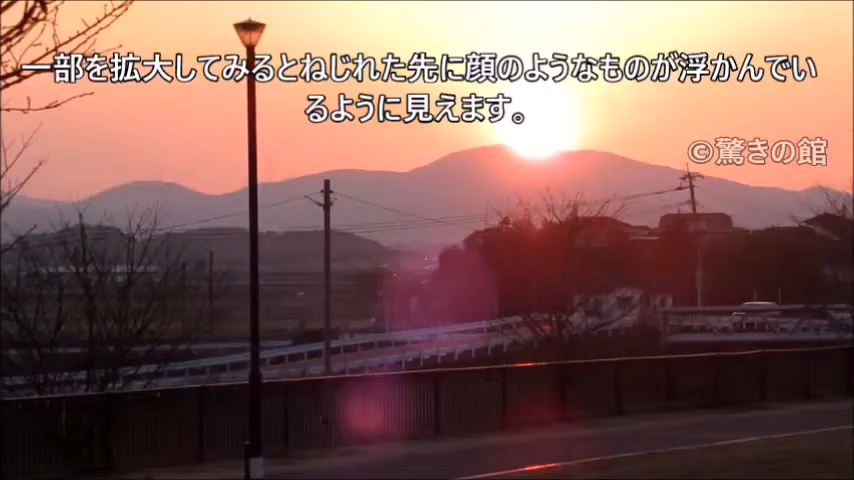 一部を拡大してみるとねじれた先に顔のようなものが浮かんでい
るように見えます。
©驚きの館